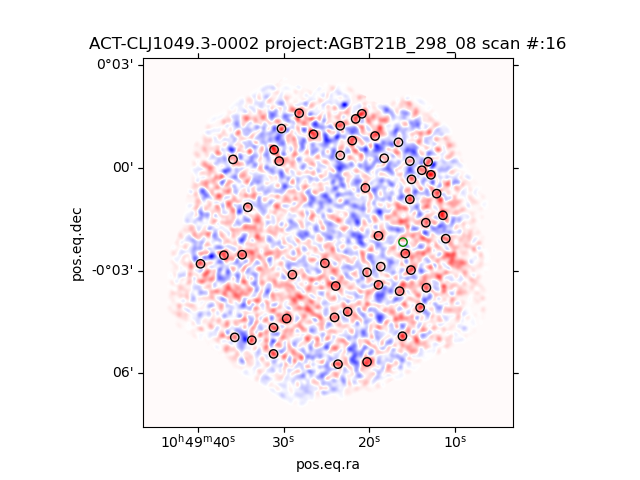 ACT-CLJ1049.3-0002 project:AGBT21B_298_08 scan #:16
0°03'
00'
-0°03'
06'
pos.eq.dec
10ʰ49ᵐ40ˢ 30ˢ 20ˢ 10ˢ
pos.eq.ra